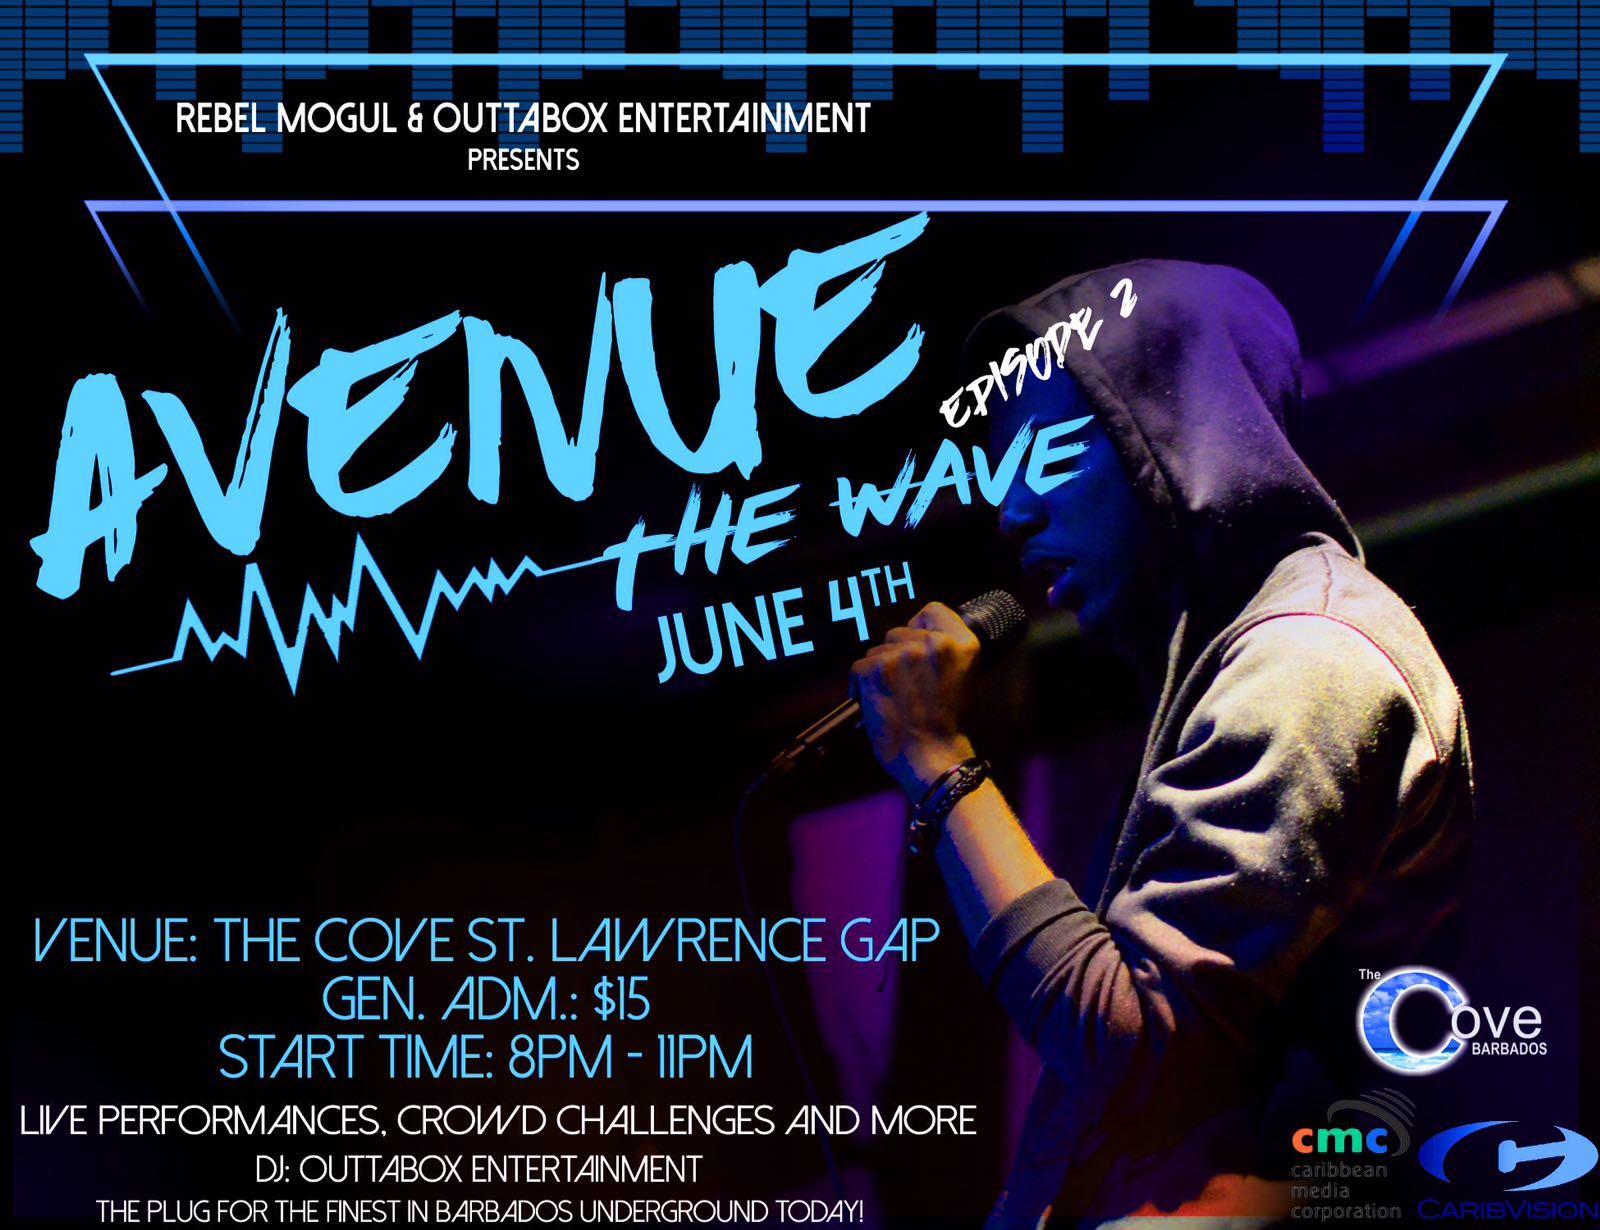 REBEL MOGUL & OUTTABOX ENTERTAINMENT
PRESENTS
AVENUE
EPISODE 2
THE WAVE
JUNE 4TH
VENUE: THE COVE ST. LAWRENCE GAP
GEN. ADM.: $15
START TIME: 8PM - 11PM
LIVE PERFORMANCES, CROWD CHALLENGES AND MORE
DJ: OUTTABOX ENTERTAINMENT
THE PLUG FOR THE FINEST IN BARBADOS UNDERGROUND TODAY!
The
Cove
BARBADOS
cmc
caribbean
media
corporation
CARIBVISION